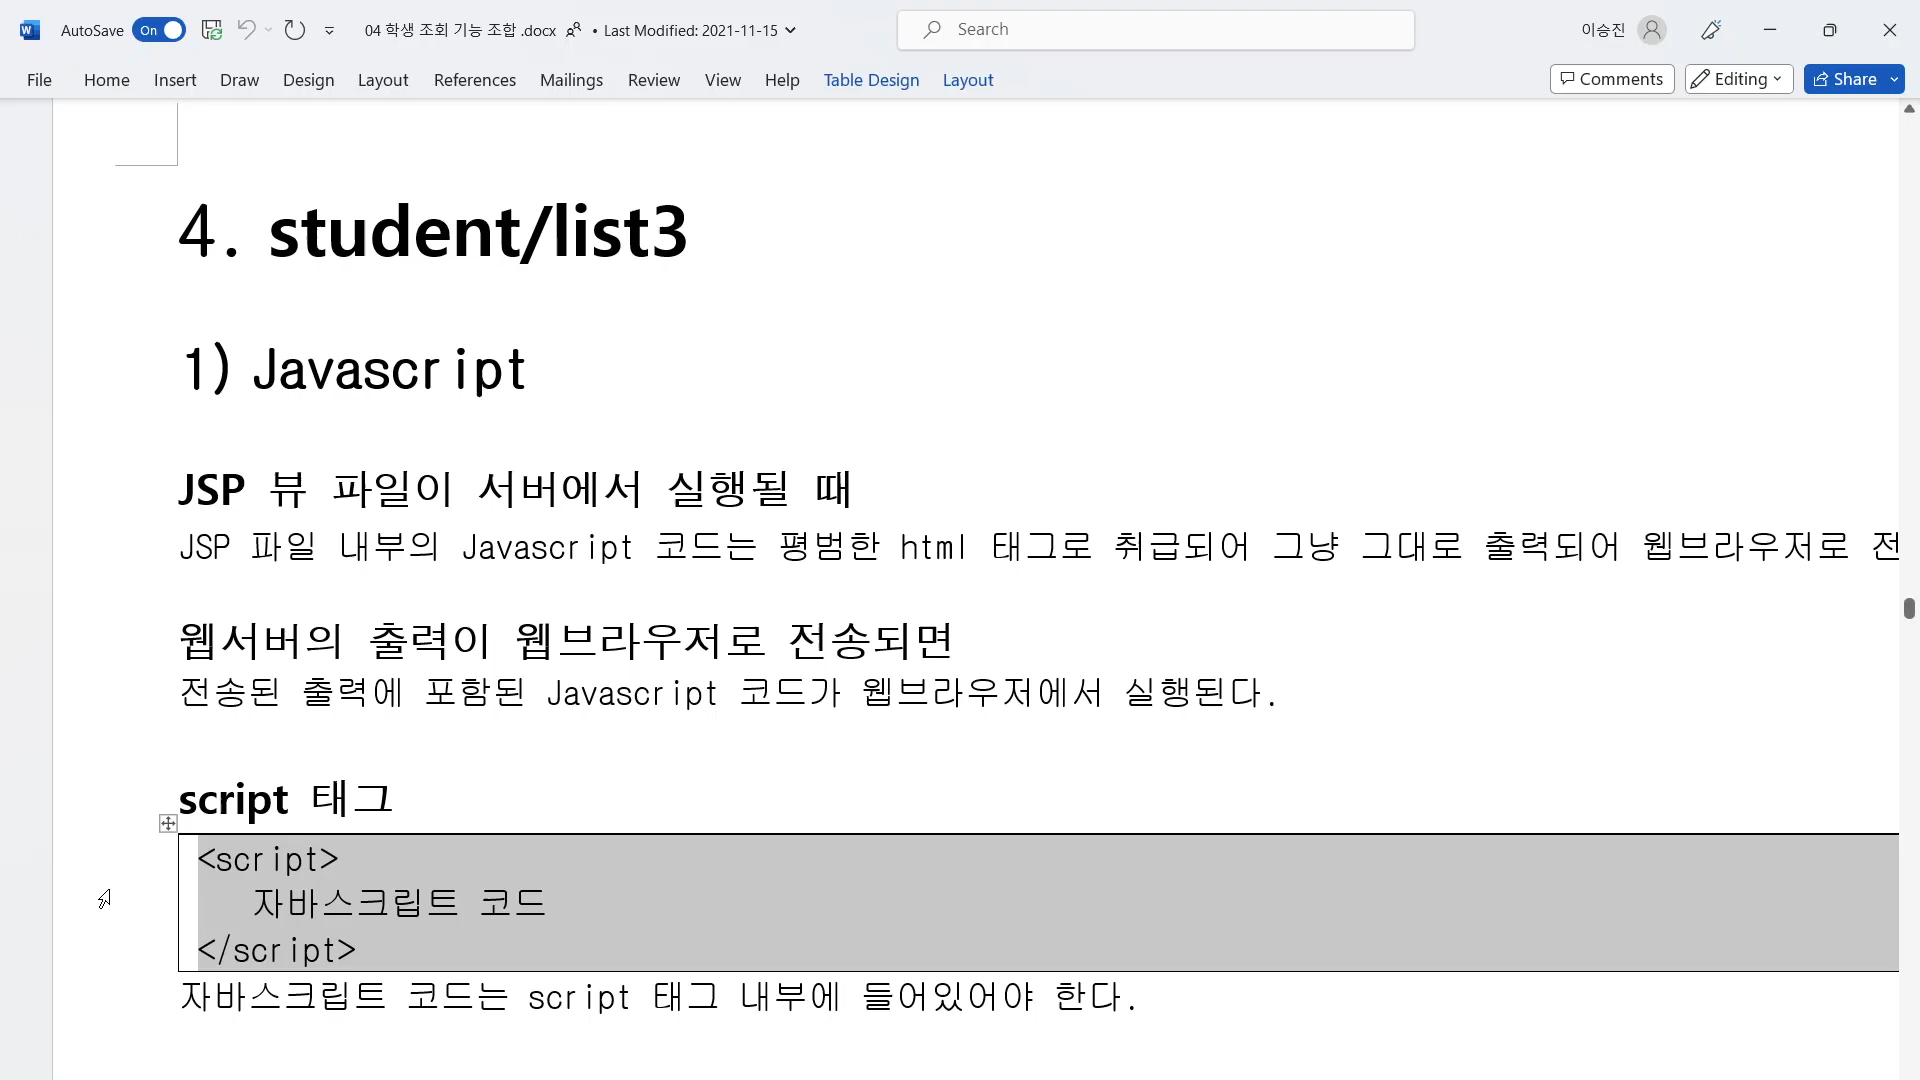 AutoSave On 04 학생 조회 기능 조합 .docx • Last Modified: 2021-11-15 Search 이승진
File Home Insert Draw Design Layout References Mailings Review View Help Table Design Layout Comments Editing Share
4. student/list3
1) Javascript
JSP 뷰 파일이 서버에서 실행될 때
JSP 파일 내부의 Javascript 코드는 평범한 html 태그로 취급되어 그냥 그대로 출력되어 웹브라우저로 전
웹서버의 출력이 웹브라우저로 전송되면
전송된 출력에 포함된 Javascript 코드가 웹브라우저에서 실행된다.
script 태그
<script>
자바스크립트 코드
</script>
자바스크립트 코드는 script 태그 내부에 들어있어야 한다.